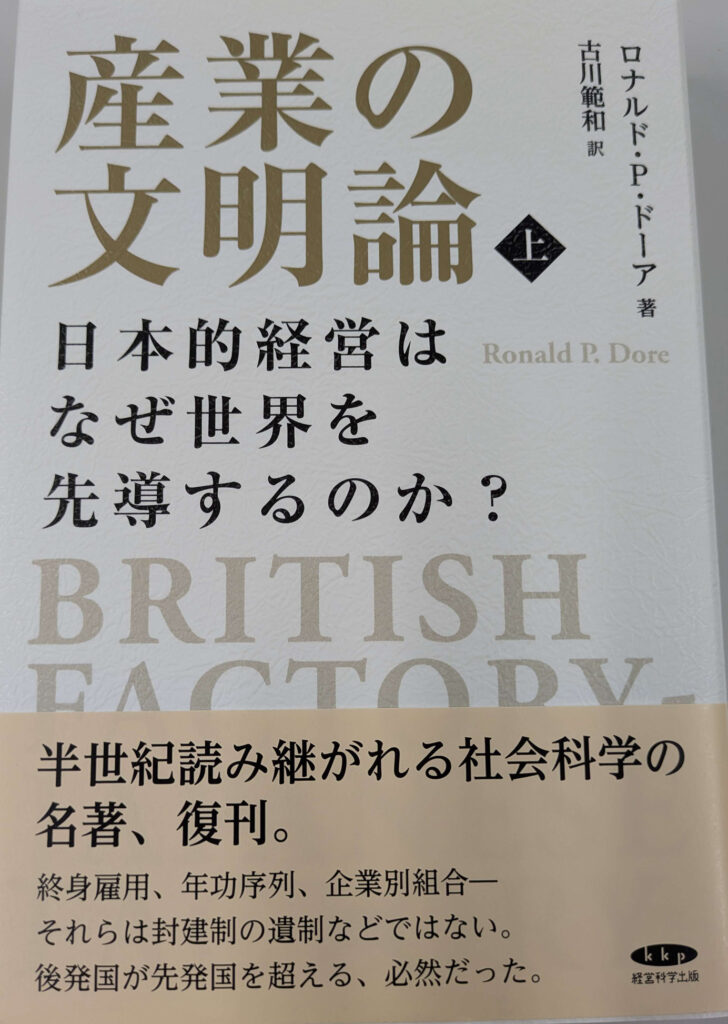 産業の
文明論
上
ロナルド・P・ドーア 著
古川範和 訳
日本的経営は
なぜ世界を
先導するのか?
Ronald P. Dore
BRITISH
FACTORY-
半世紀読み継がれる社会科学の
名著、復刊。
終身雇用、年功序列、企業別組合―
それらは封建制の遺制などではない。
後発国が先発国を超える、必然だった。
kkp
経営科学出版